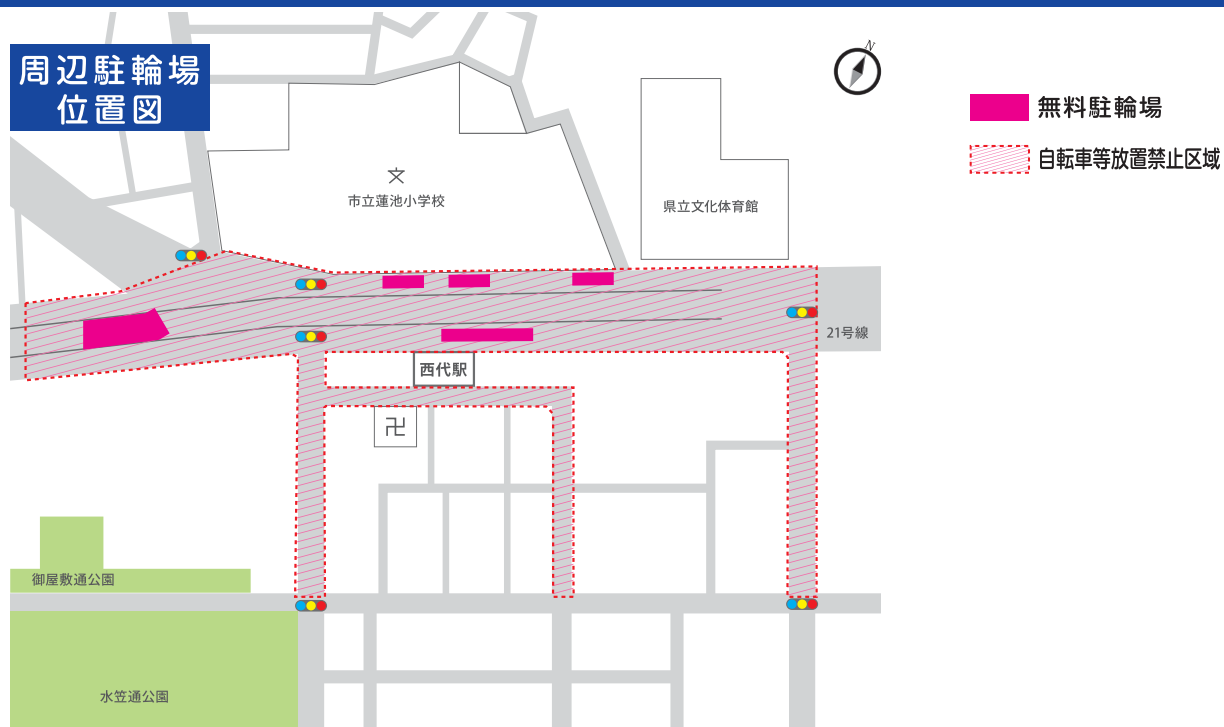 周辺駐輪場
位置図
N
無料駐輪場
自転車等放置禁止区域
文
市立蓮池小学校
県立文化体育館
21号線
西代駅
卍
御屋敷通公園
水笠通公園